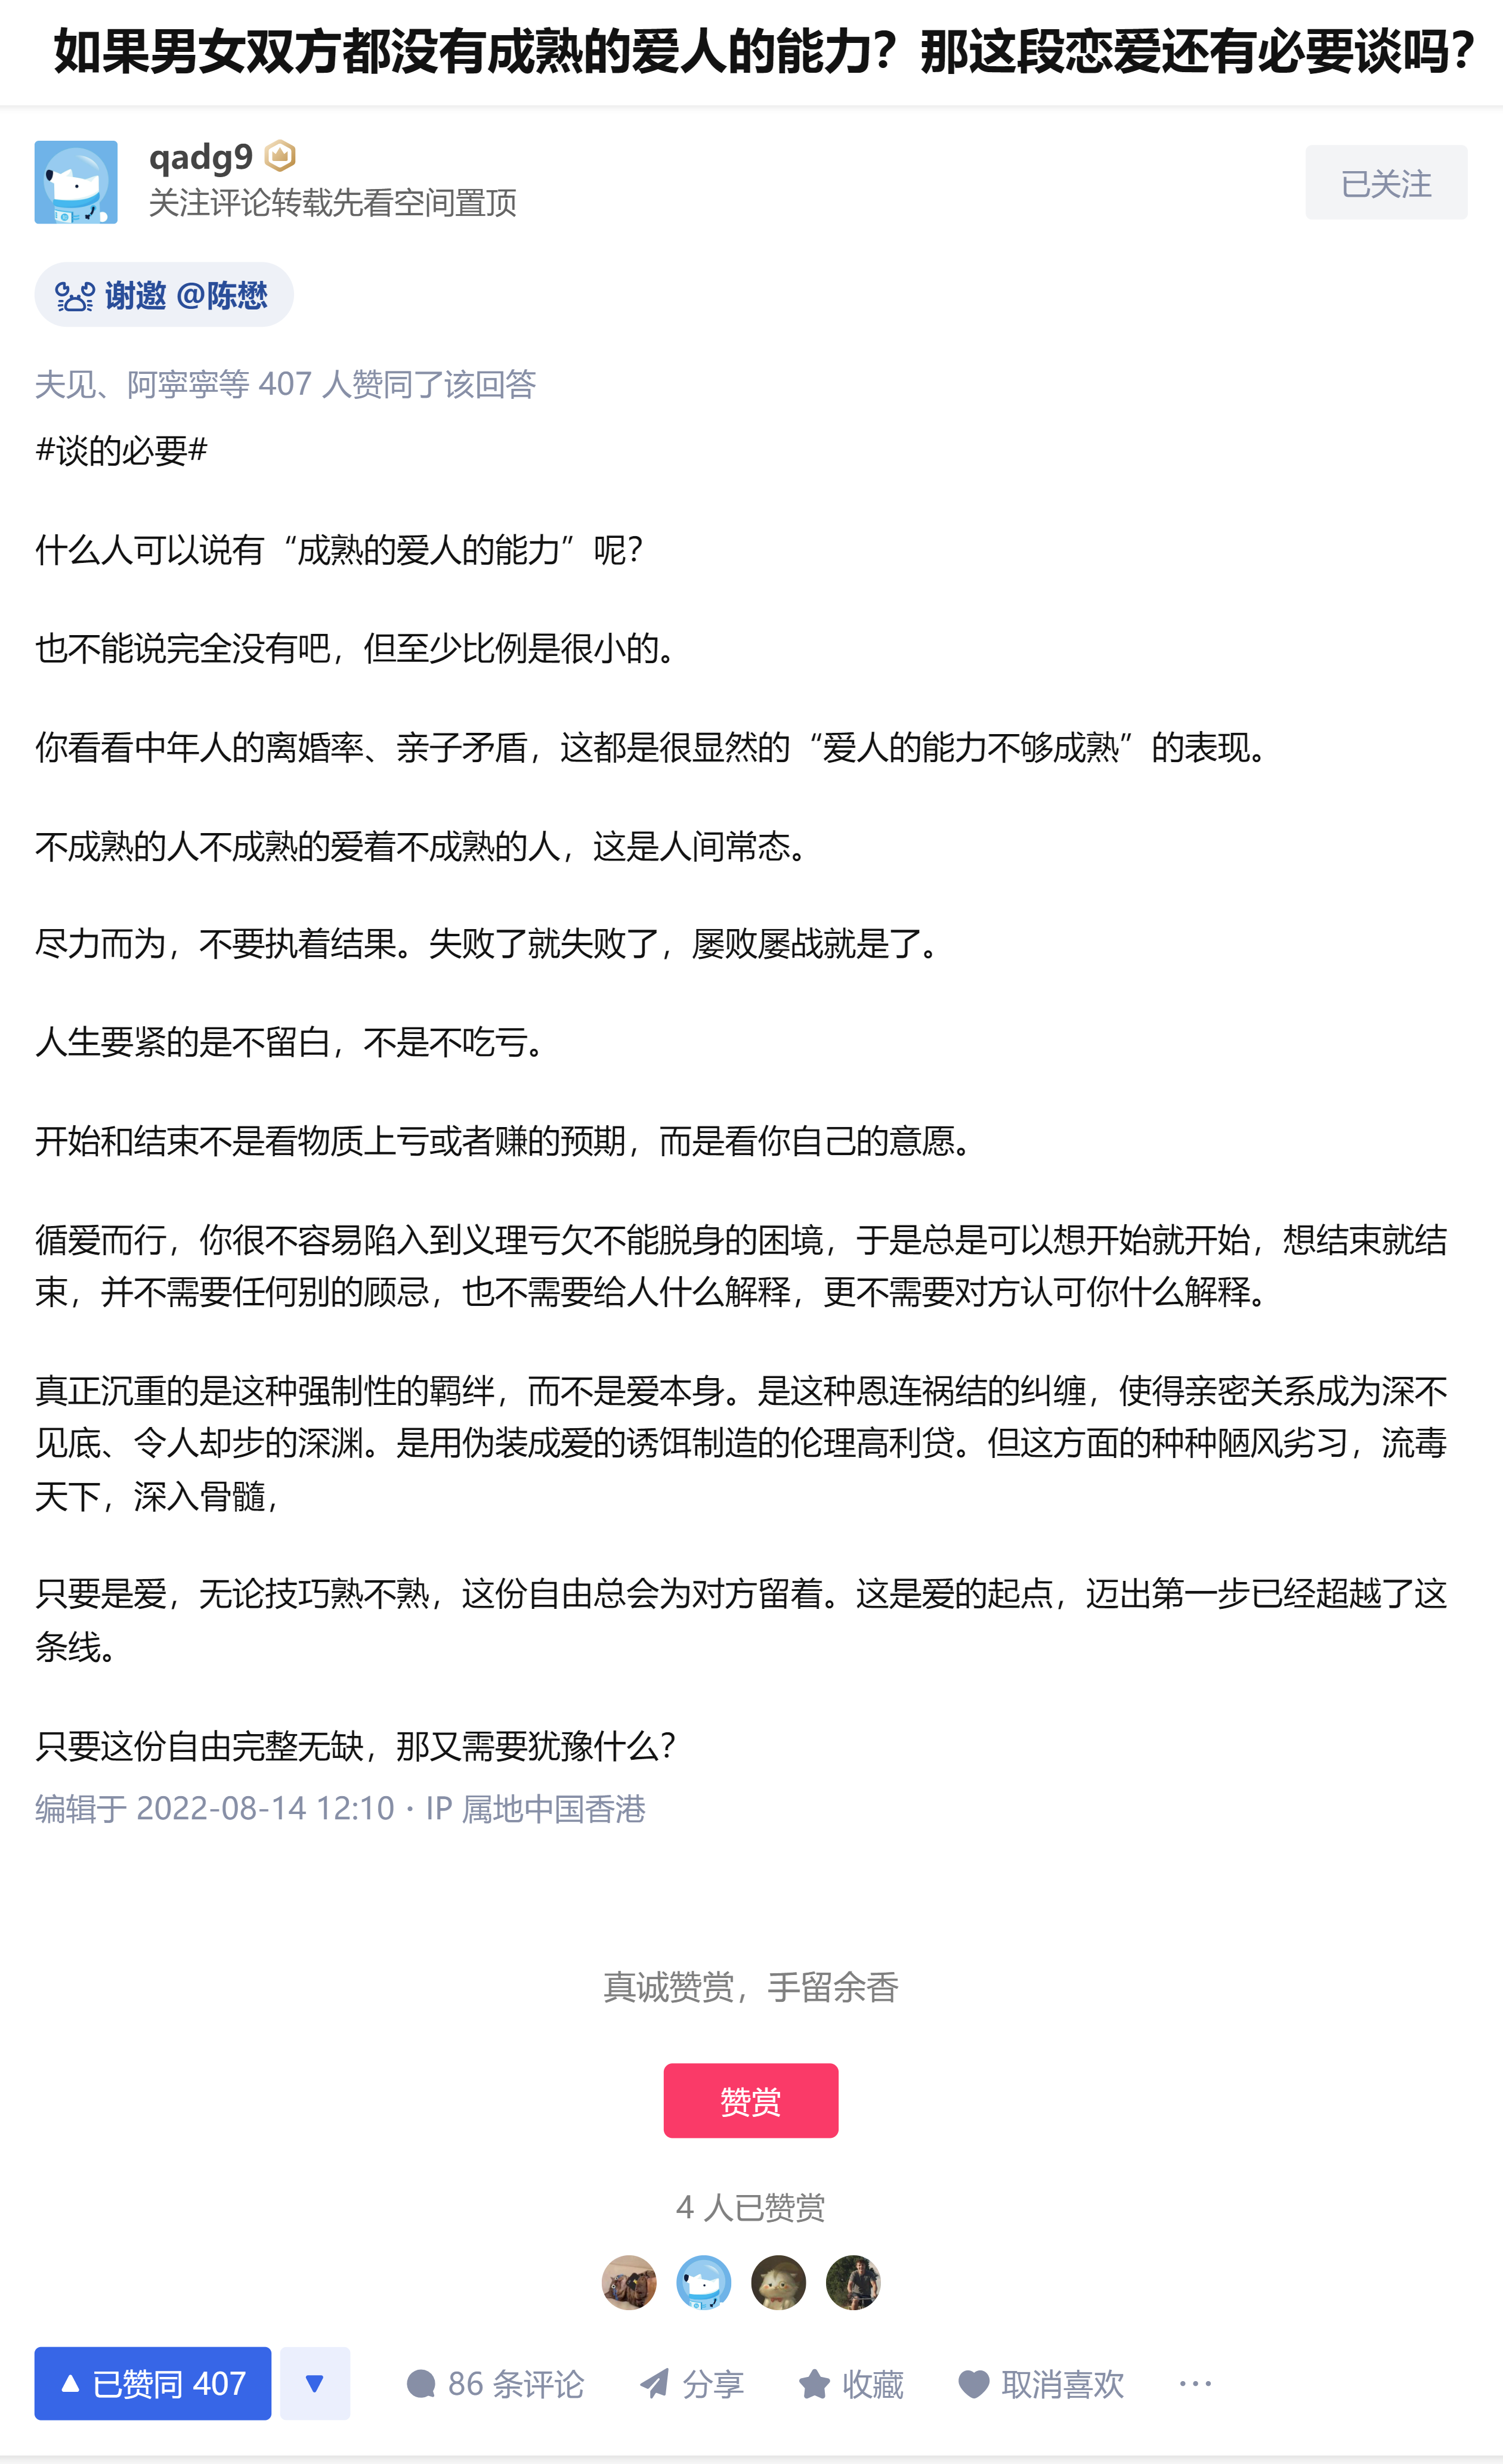 如果男女双方都没有成熟的爱人的能力？那这段恋爱还有必要谈吗？
qadg9
关注评论转载先看空间置顶
已关注
谢邀 @陈懋
夫见、阿寧寧等 407 人赞同了该回答
#谈的必要#
什么人可以说有“成熟的爱人的能力”呢？
也不能说完全没有吧，但至少比例是很小的。
你看看中年人的离婚率、亲子矛盾，这都是很显然的“爱人的能力不够成熟”的表现。
不成熟的人不成熟的爱着不成熟的人，这是人间常态。
尽力而为，不要执着结果。失败了就失败了，屡败屡战就是了。
人生要紧的是不留白，不是不吃亏。
开始和结束不是看物质上亏或者赚的预期，而是看你自己的意愿。
循爱而行，你很不容易陷入到义理亏欠不能脱身的困境，于是总是可以想开始就开始，想结束就结
束，并不需要任何别的顾忌，也不需要给人什么解释，更不需要对方认可你什么解释。
真正沉重的是这种强制性的羁绊，而不是爱本身。是这种恩连祸结的纠缠，使得亲密关系成为深不
见底、令人却步的深渊。是用伪装成爱的诱饵制造的伦理高利贷。但这方面的种种陋风劣习，流毒
天下，深入骨髓，
只要是爱，无论技巧熟不熟，这份自由总会为对方留着。这是爱的起点，迈出第一步已经超越了这
条线。
只要这份自由完整无缺，那又需要犹豫什么？
编辑于 2022-08-14 12:10 · IP 属地中国香港
真诚赞赏，手留余香
赞赏
4 人已赞赏
已赞同 407
86 条评论
分享
收藏
取消喜欢